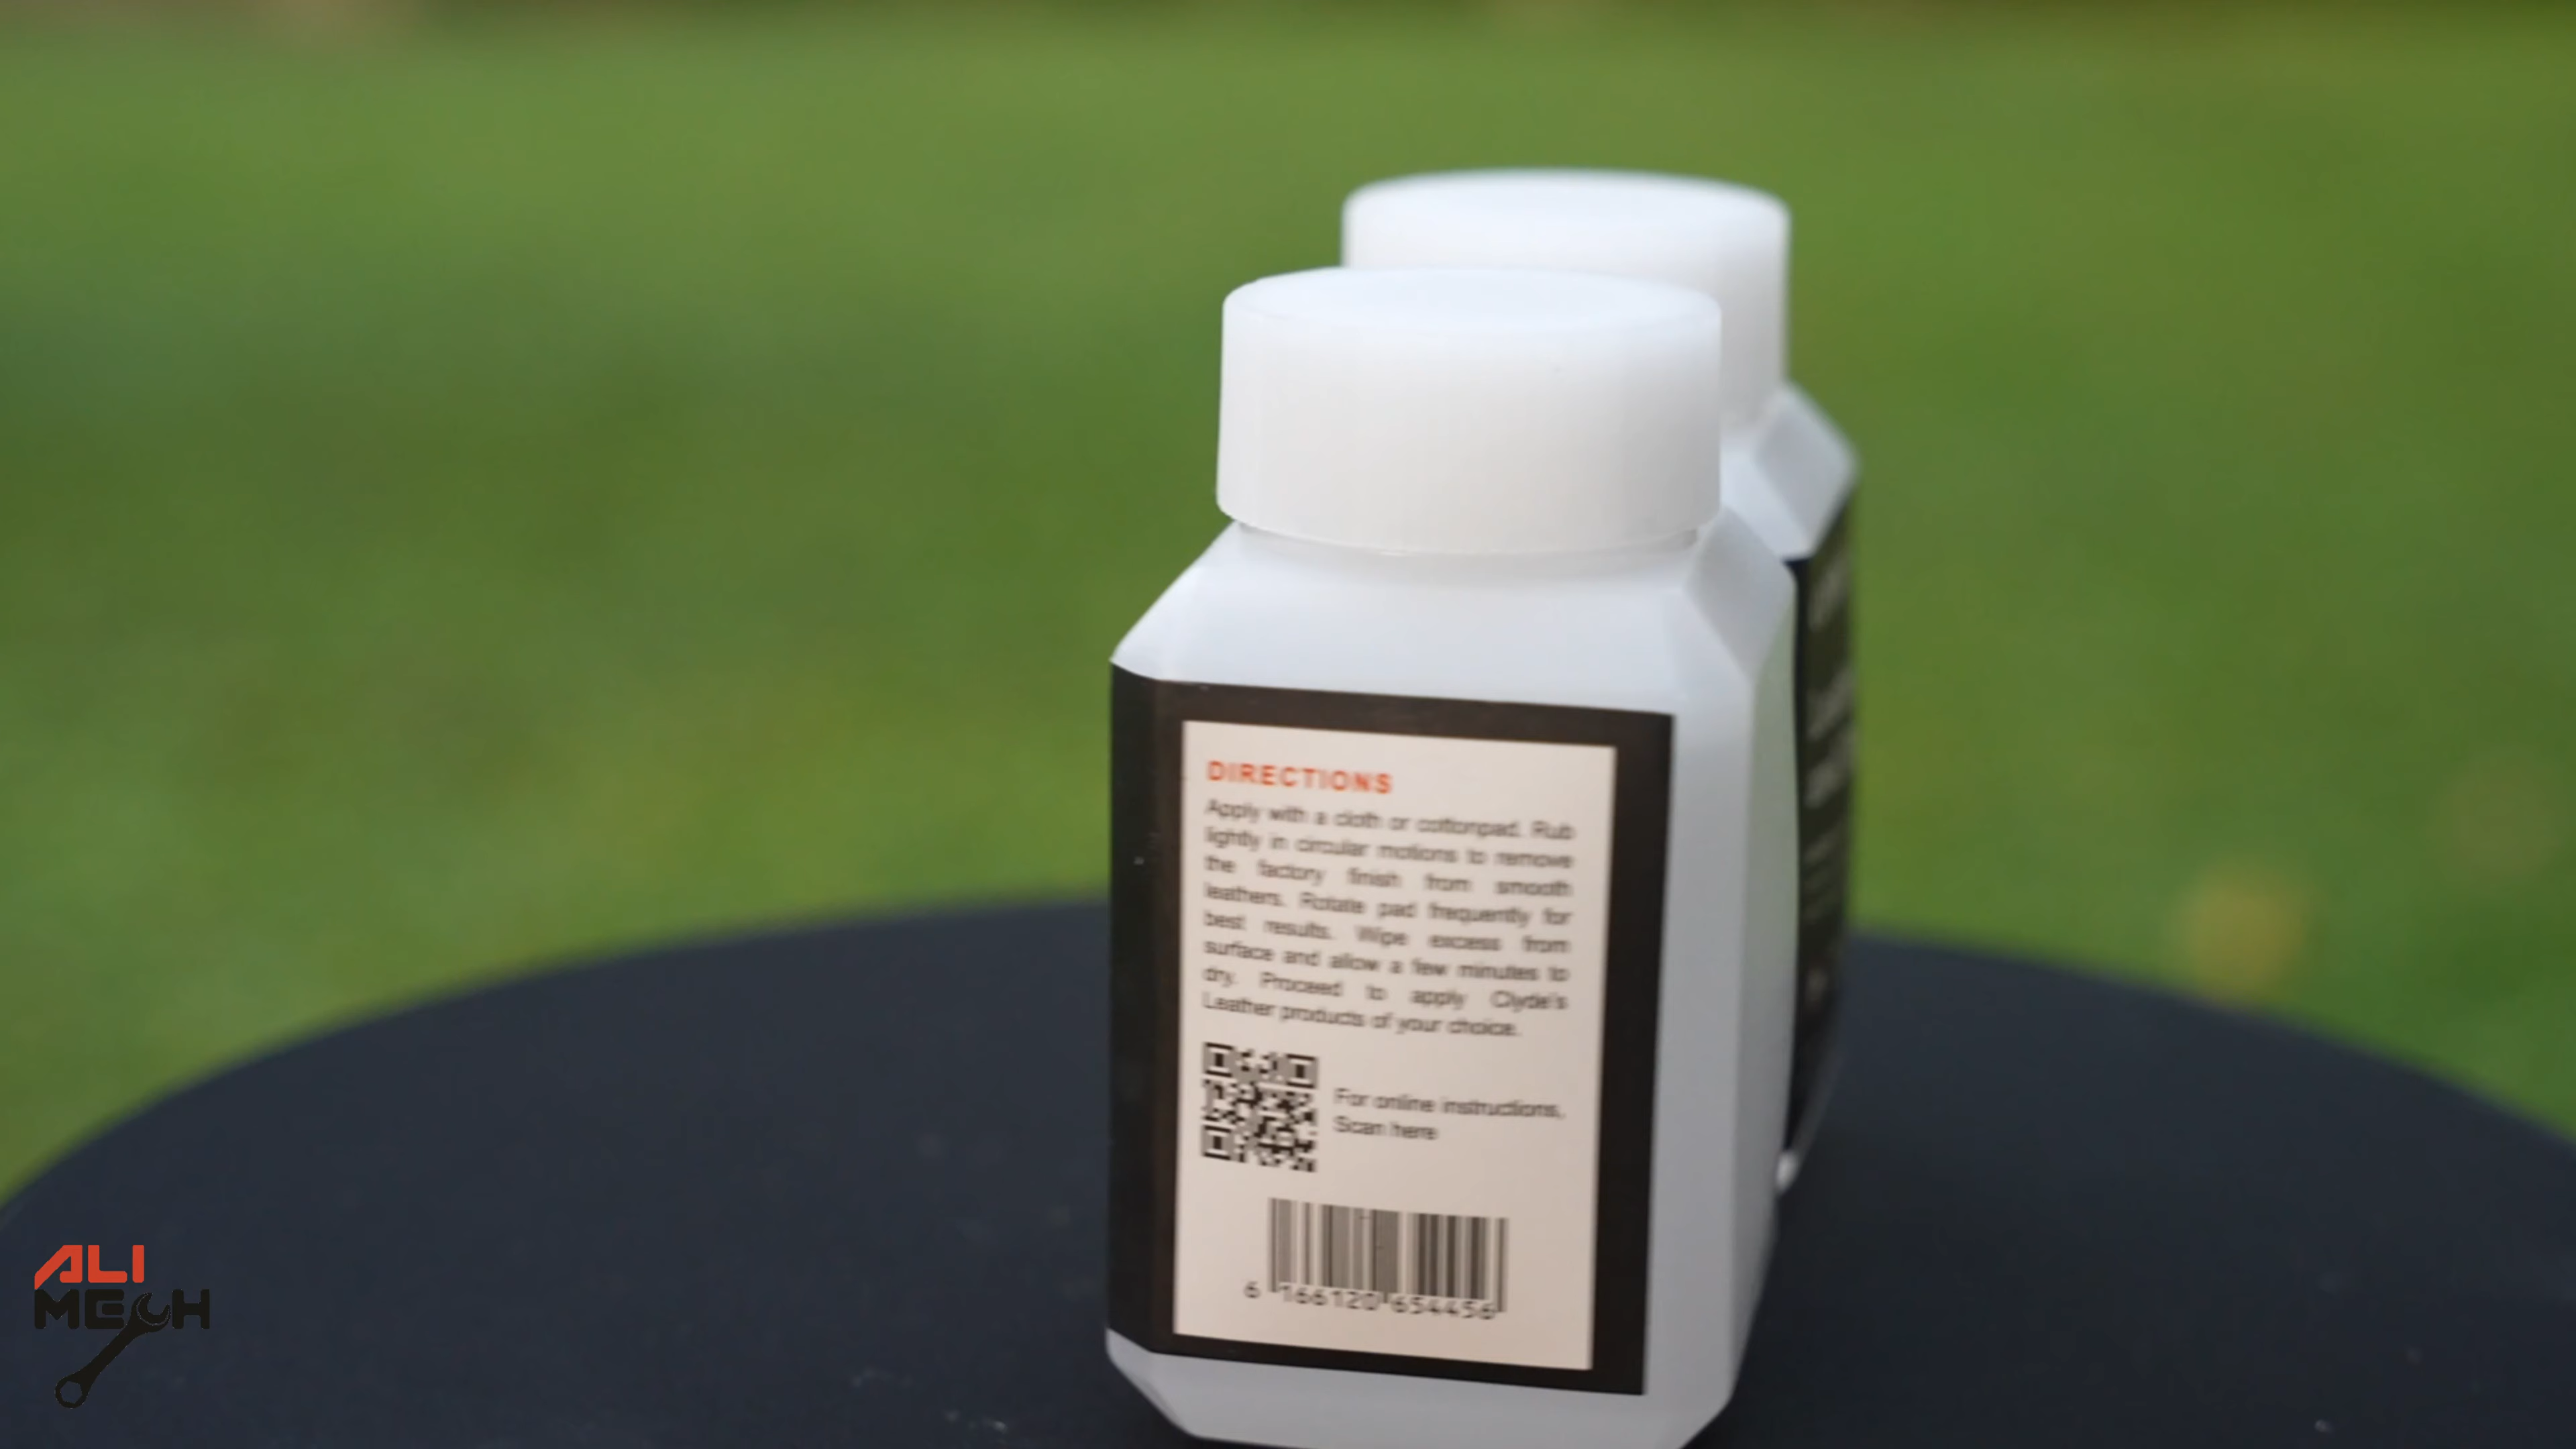 DIRECTIONS
Apply with a cloth or cottonpad. Rub
lightly in circular motions to remove
the factory finish from smooth
leathers. Rotate pad frequently for
best results. Wipe excess from
surface and allow a few minutes to
dry. Proceed to apply Clyde's
Leather products of your choice.
For online instructions,
Scan here
6 166120 654456
ALI
MECH